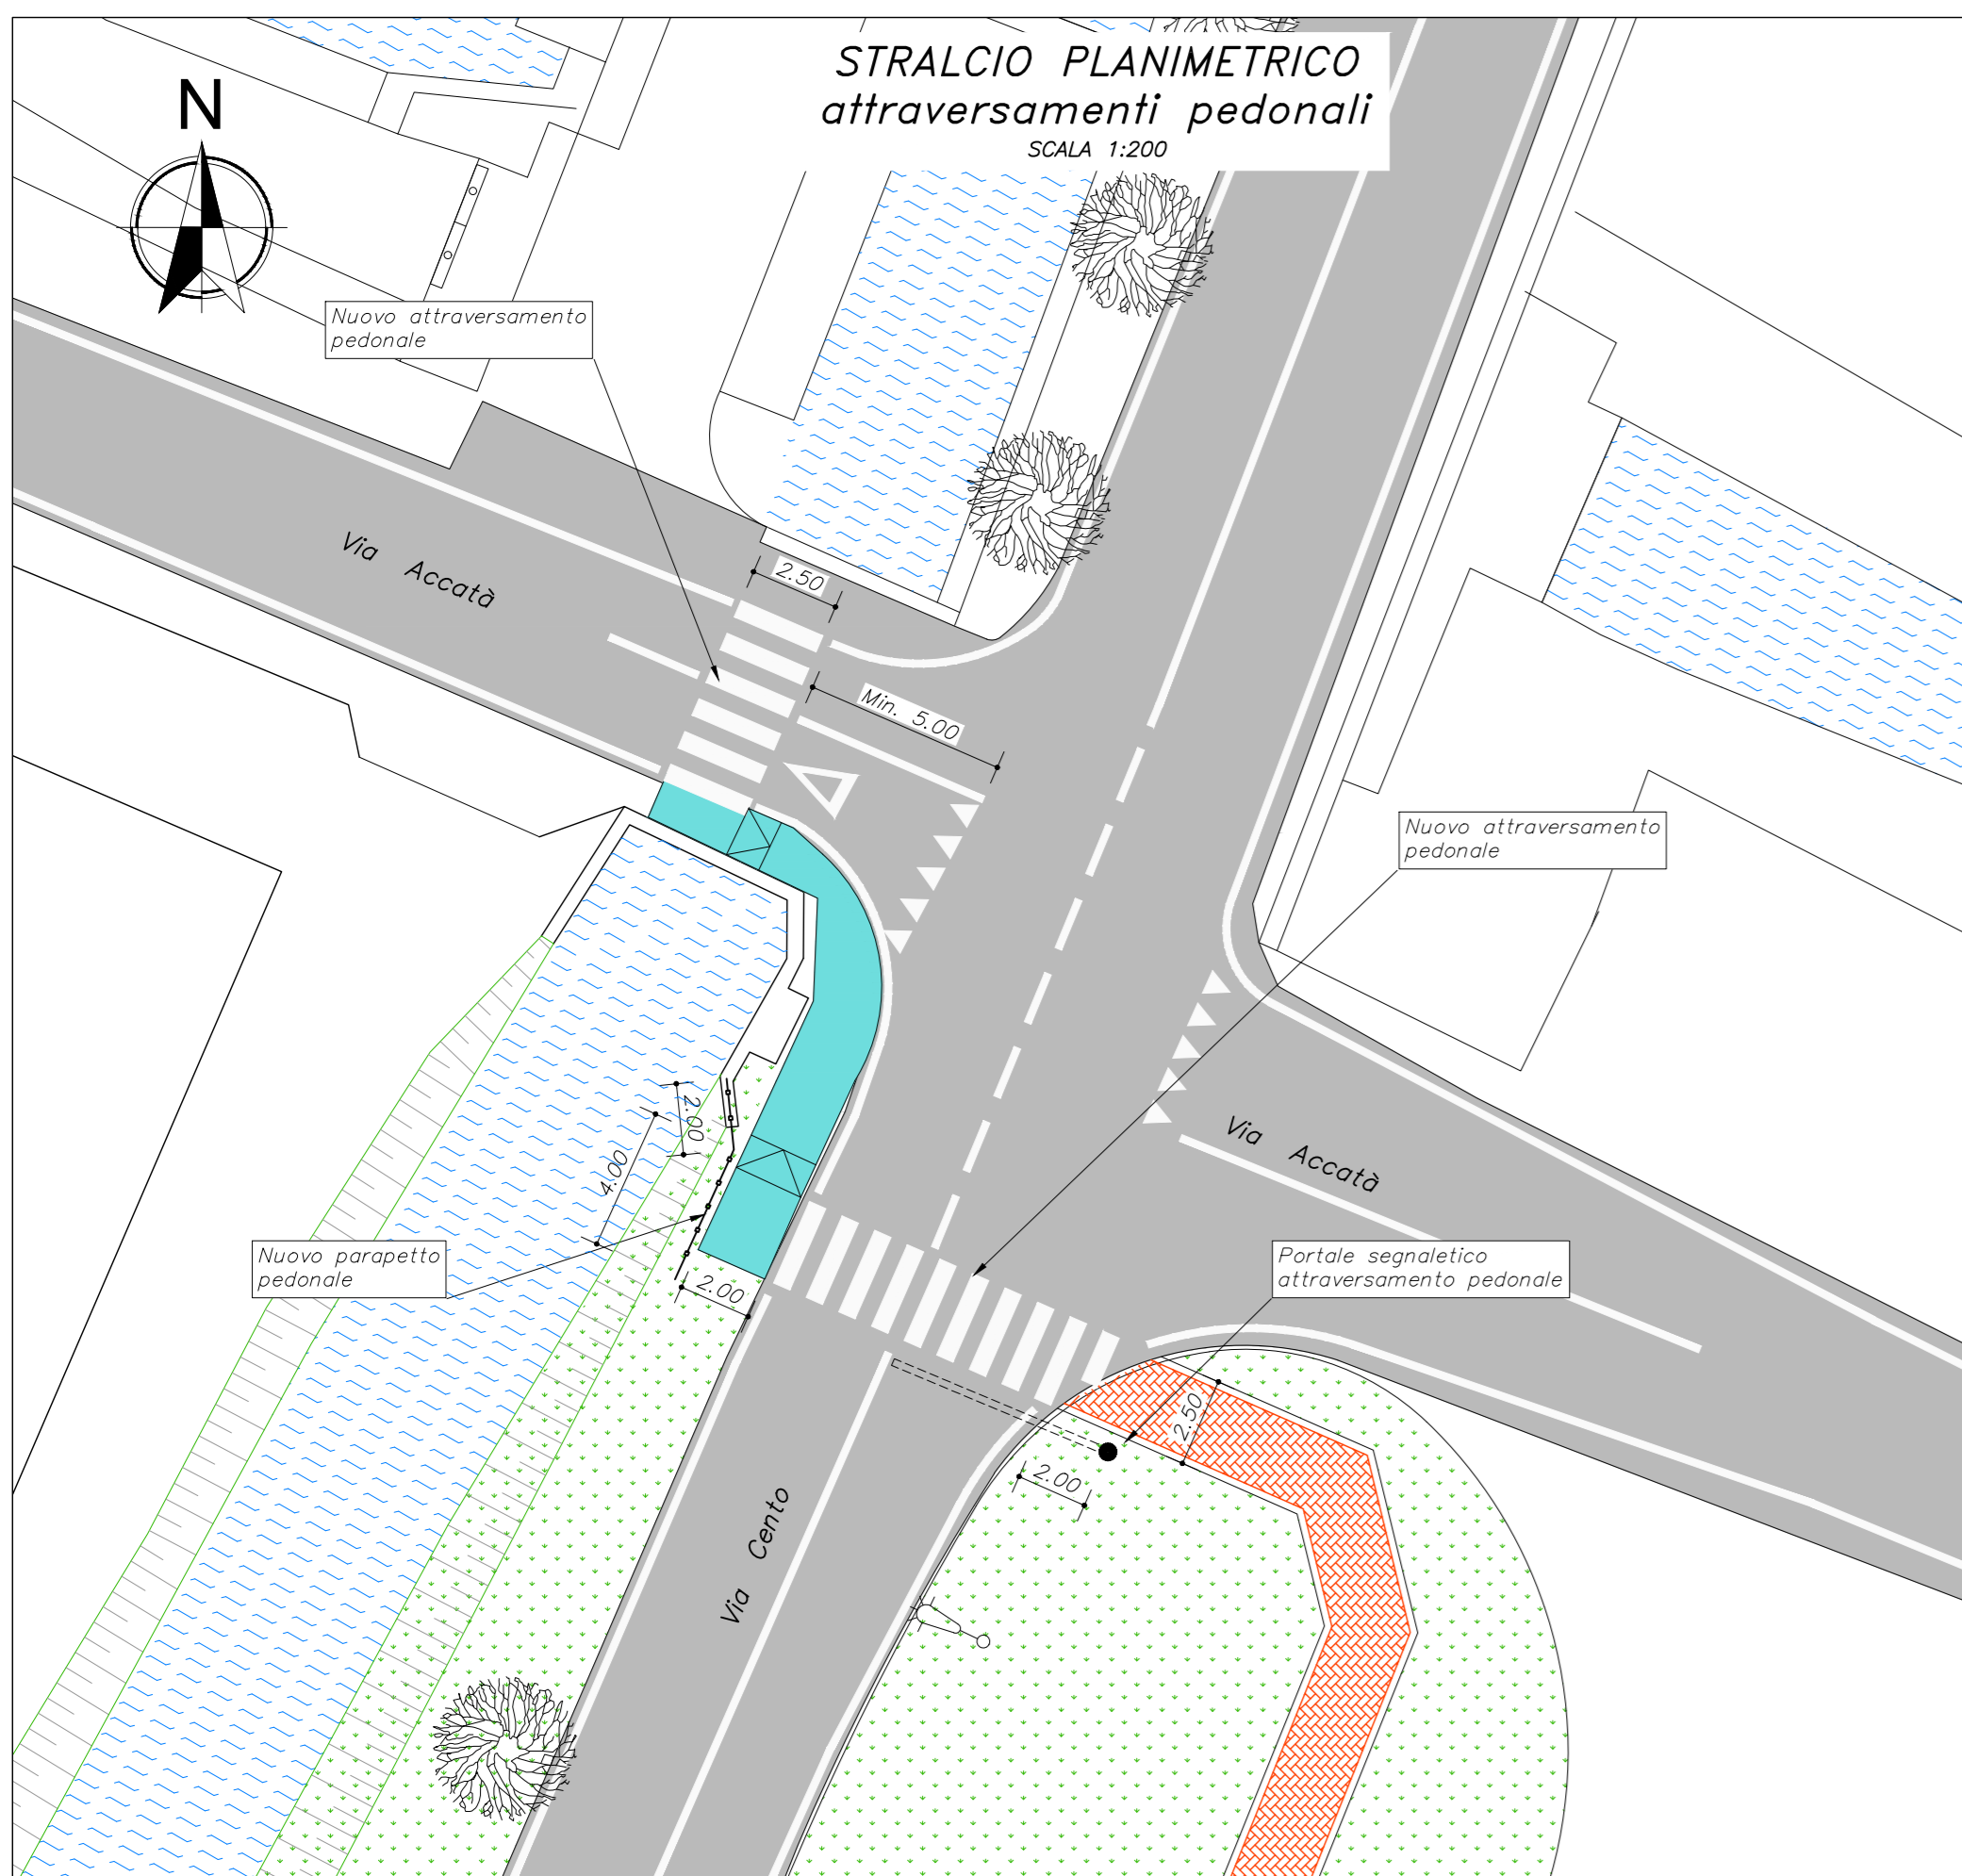 STRALCIO PLANIMETRICO
attraversamenti pedonali
SCALA 1:200
N
Nuovo attraversamento
pedonale
Via Accatà
2.50
Min. 5.00
Nuovo attraversamento
pedonale
2.00
4.00
Via Accatà
Nuovo parapetto
pedonale
2.00
Portale segnaletico
attraversamento pedonale
2.50
2.00
Via Cento